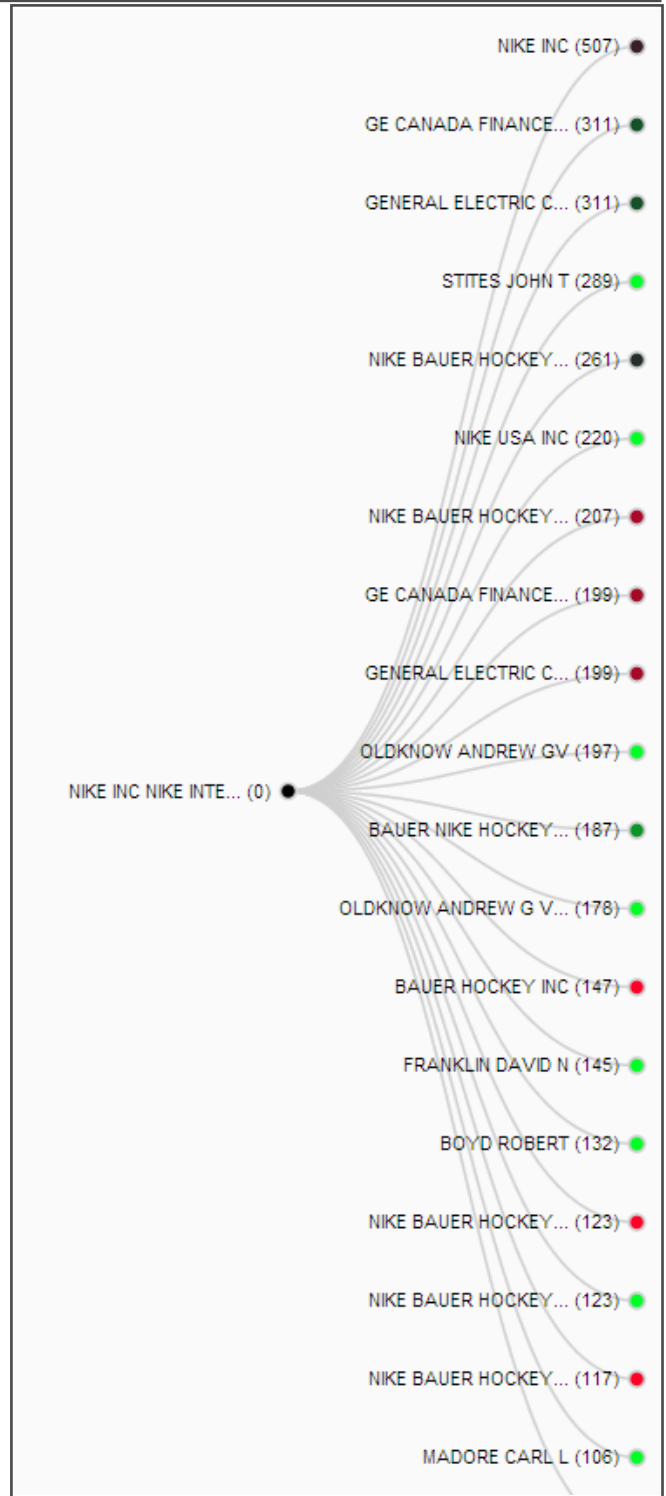 NIKE INC (507)
GE CANADA FINANCE... (311)
GENERAL ELECTRIC C... (311)
STITES JOHN T (289)
NIKE BAUER HOCKEY... (261)
NIKE USA INC (220)
NIKE BAUER HOCKEY... (207)
GE CANADA FINANCE... (199)
GENERAL ELECTRIC C... (199)
OLDKNOW ANDREW GV (197)
NIKE INC NIKE INTE... (0)
BAUER NIKE HOCKEY... (187)
OLDKNOW ANDREW G V... (178)
BAUER HOCKEY INC (147)
FRANKLIN DAVID N (145)
BOYD ROBERT (132)
NIKE BAUER HOCKEY... (123)
NIKE BAUER HOCKEY... (123)
NIKE BAUER HOCKEY... (117)
MADORE CARL L (106)